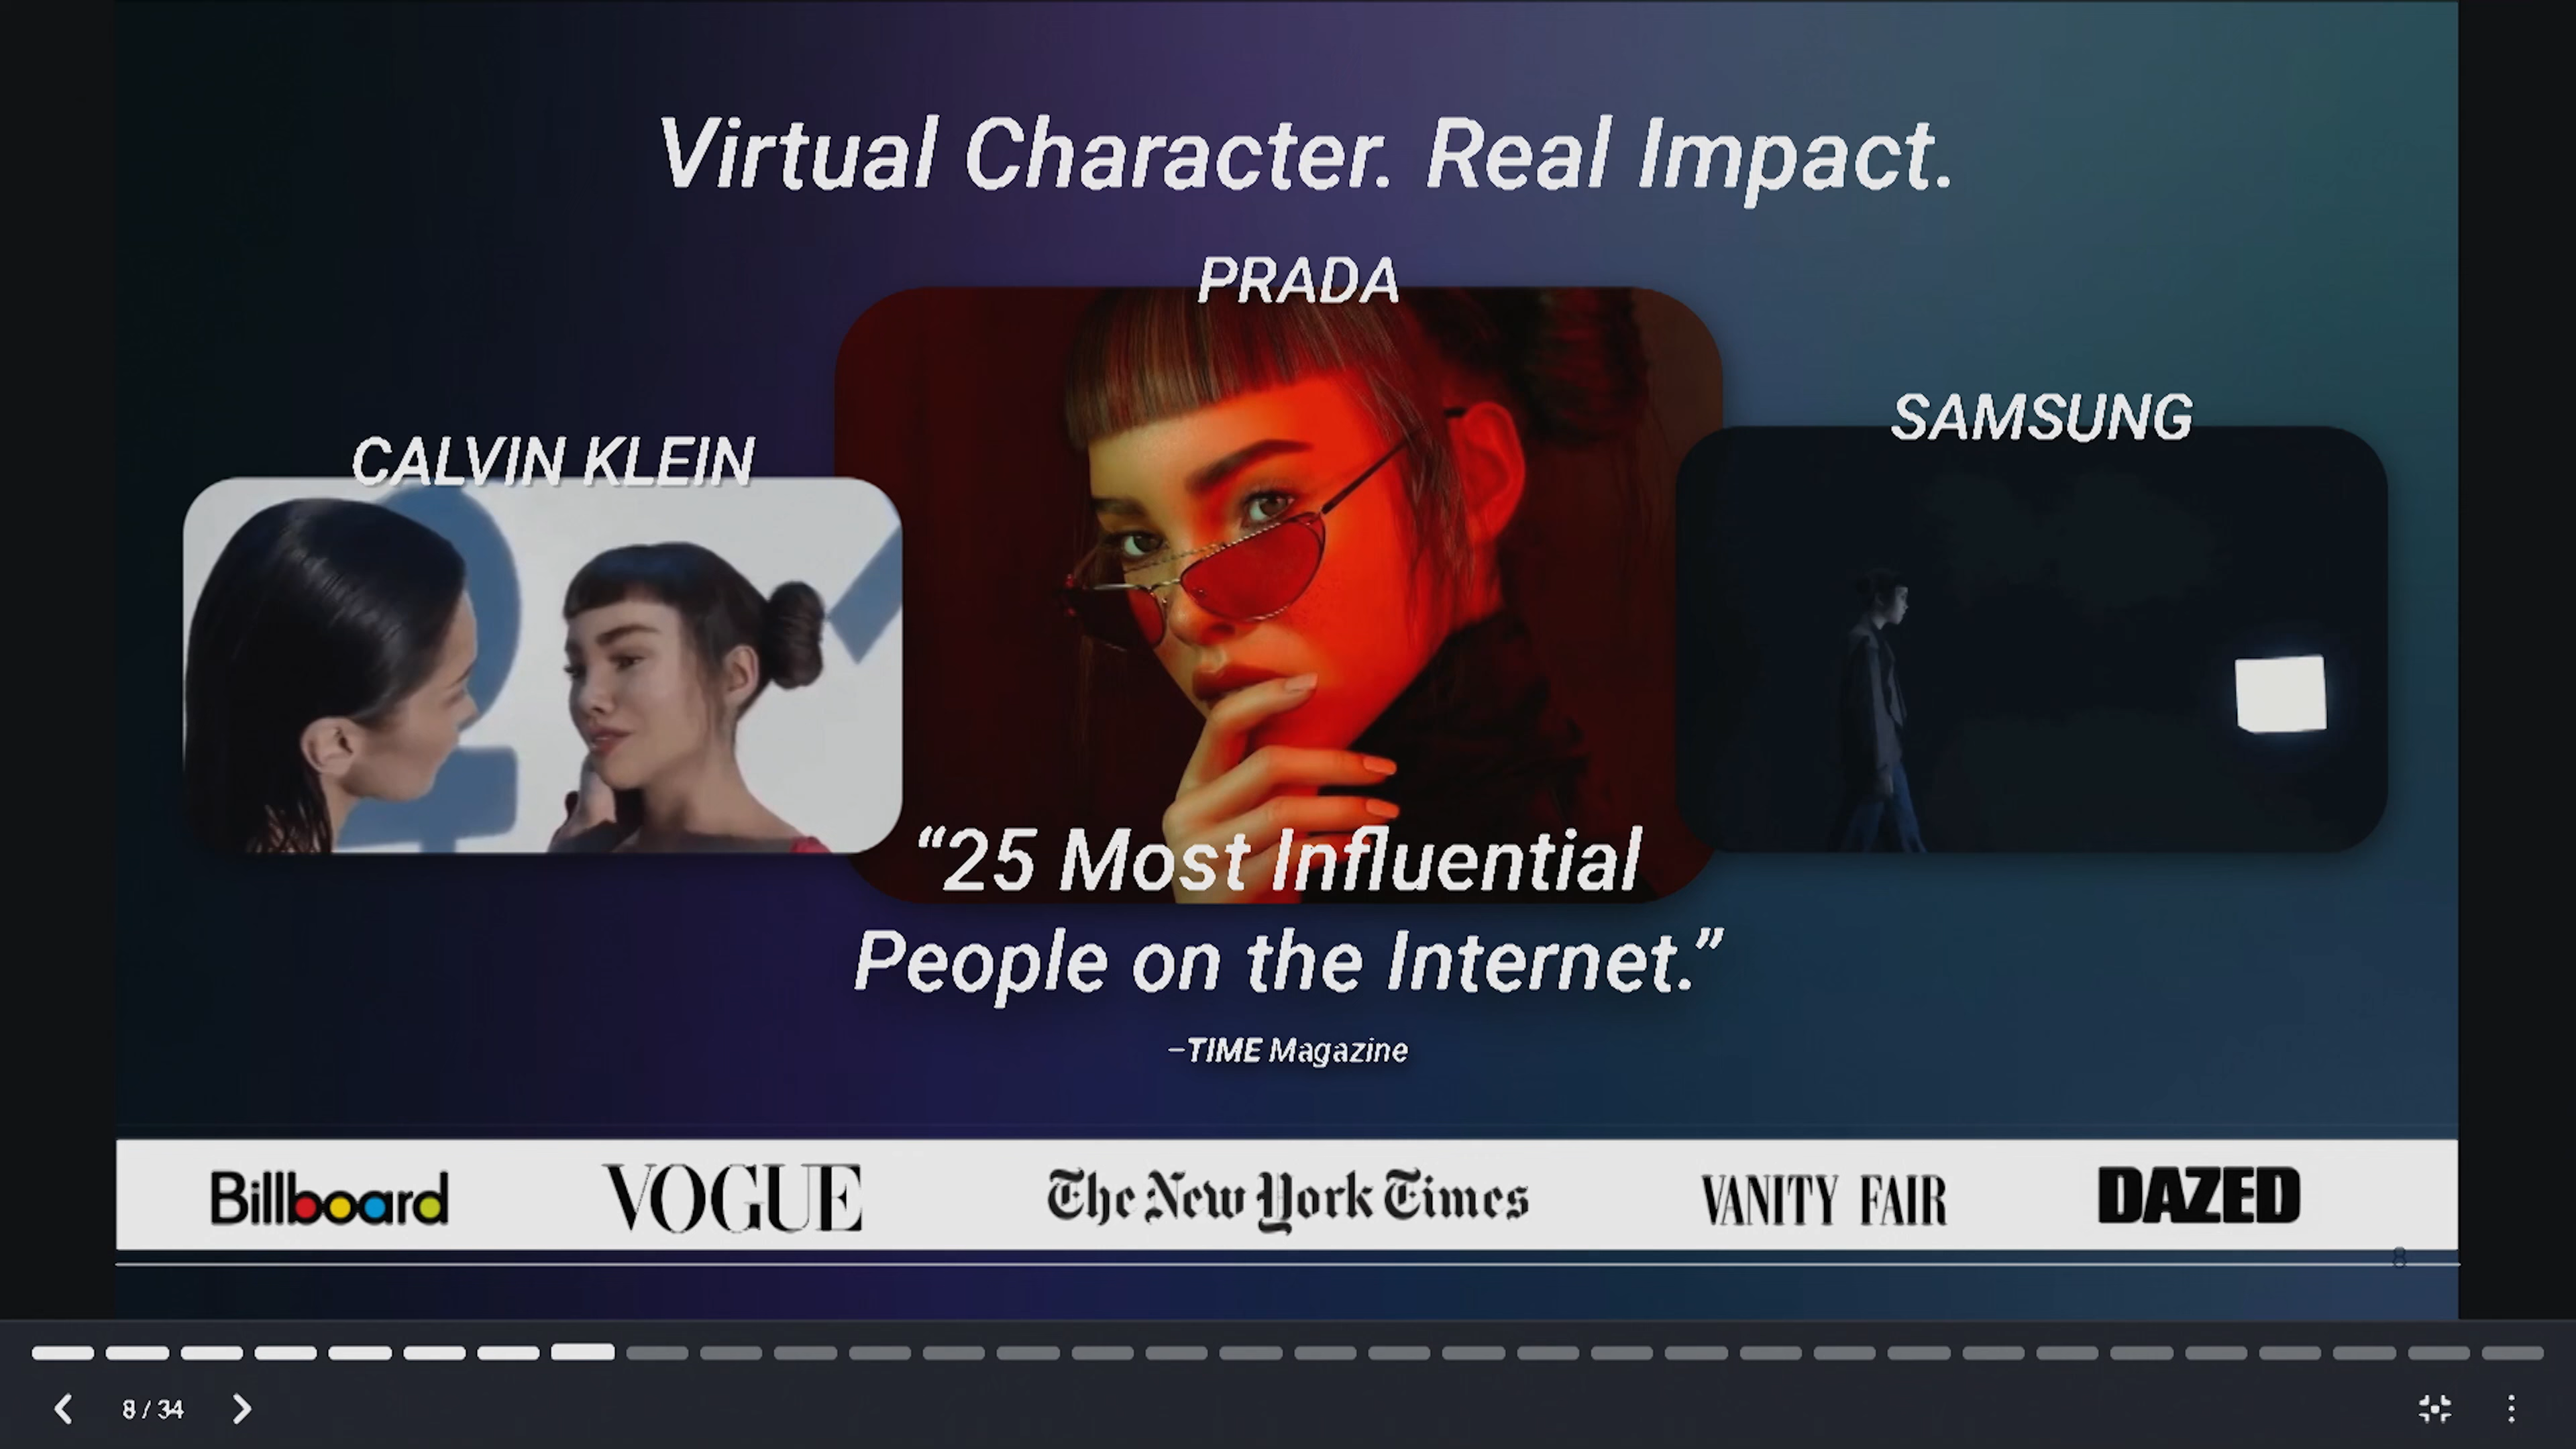 Virtual Character. Real Impact.
PRADA
SAMSUNG
CALVIN KLEIN
“25 Most Influential
People on the Internet.”
–TIME Magazine
Billboard
VOGUE
The New York Times
VANITY FAIR
DAZED
8
8 / 34